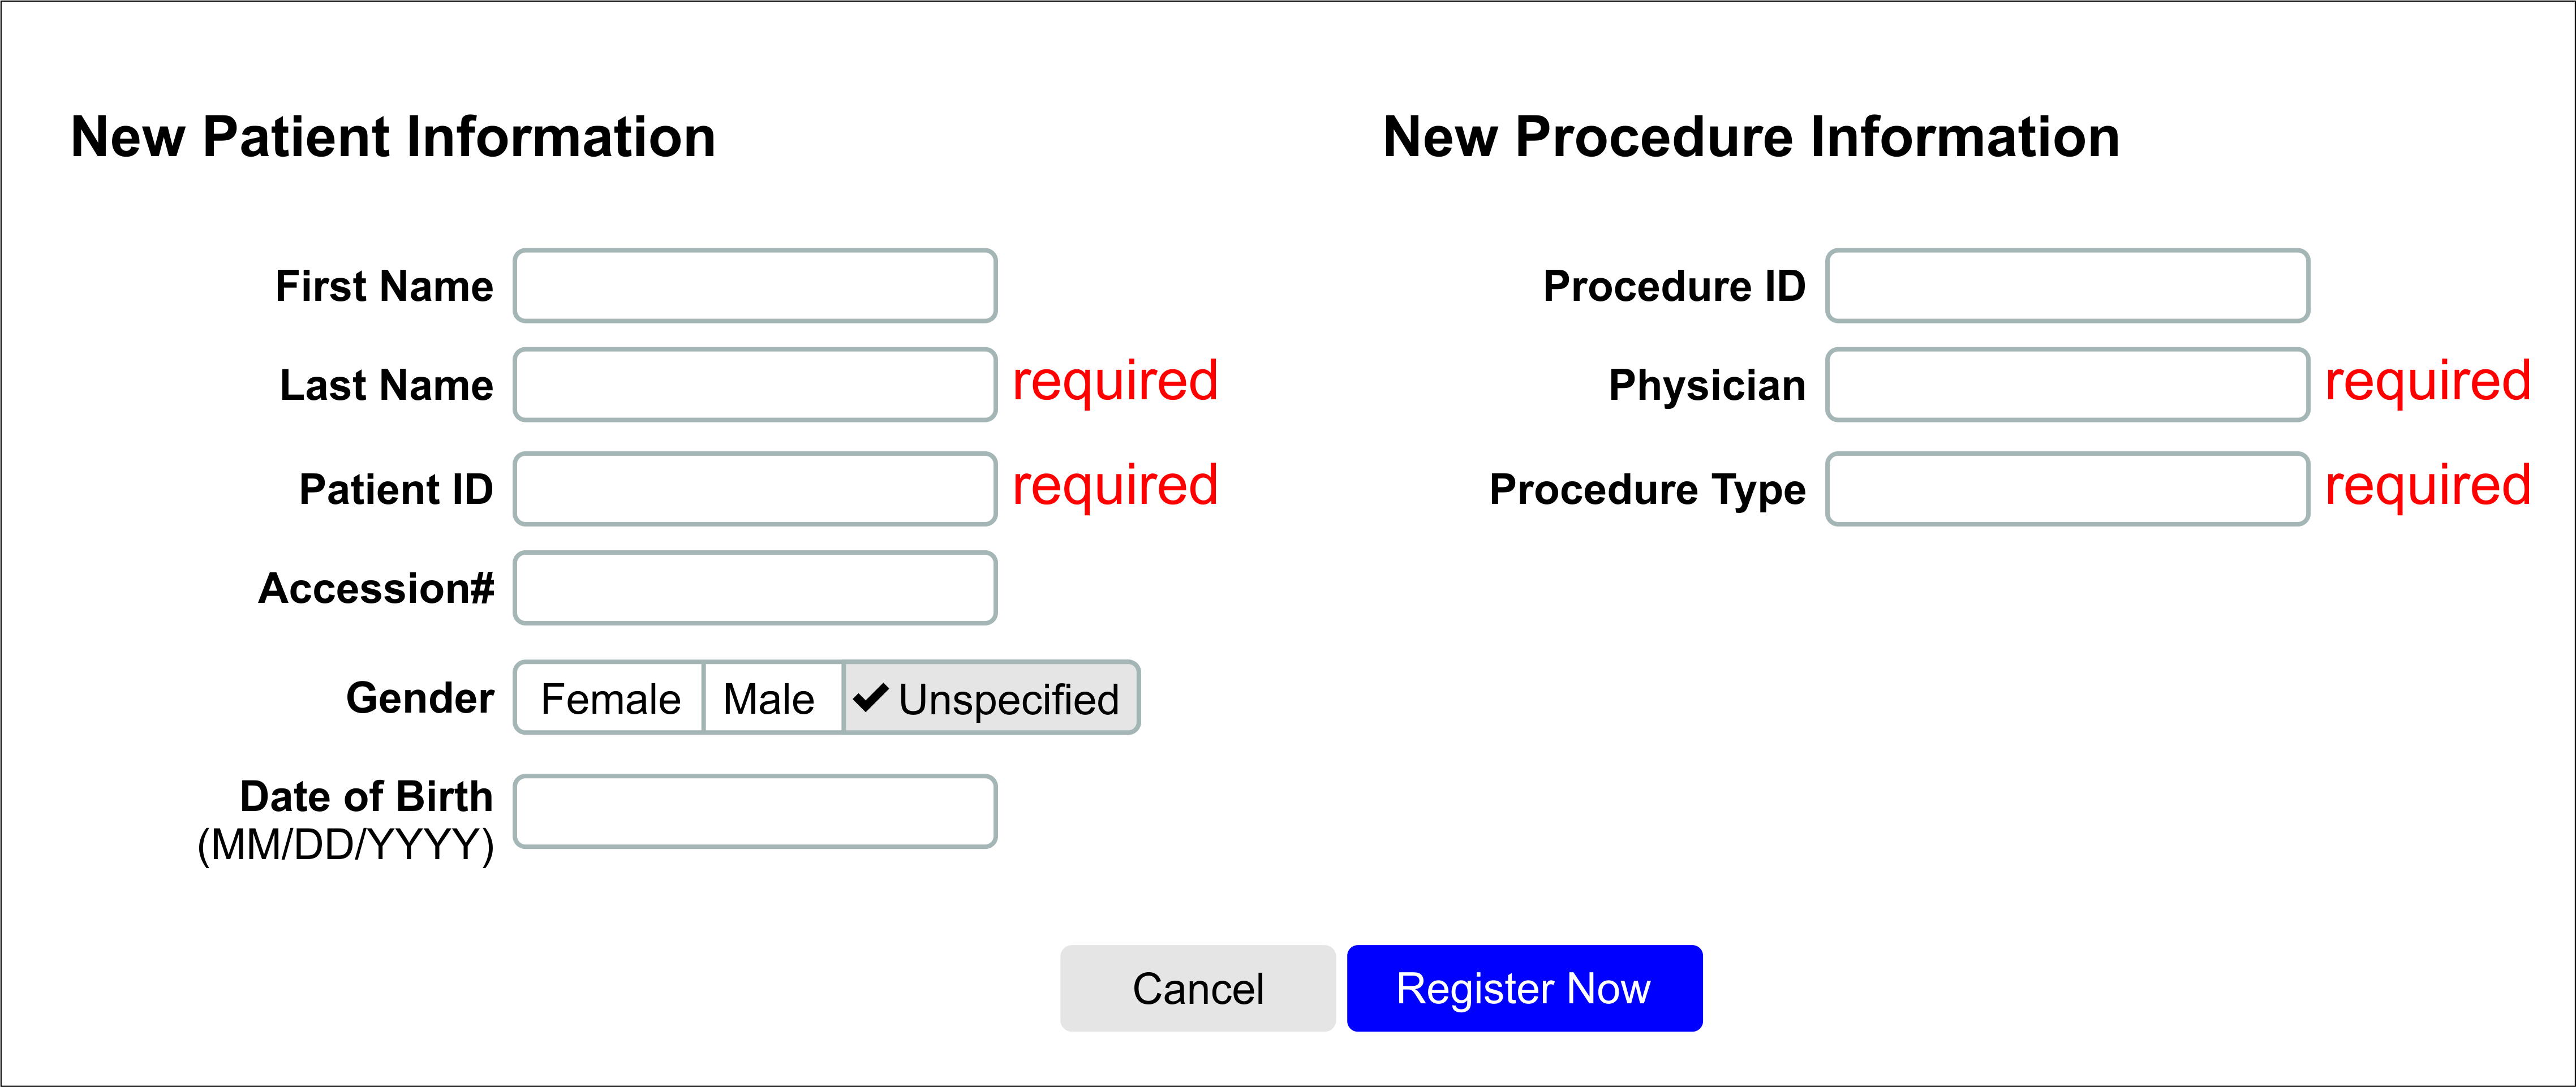 New Patient Information
First Name
Last Name required
Patient ID required
Accession#
Gender Female Male Unspecified
Date of Birth
(MM/DD/YYYY)
New Procedure Information
Procedure ID
Physician required
Procedure Type required
Cancel Register Now